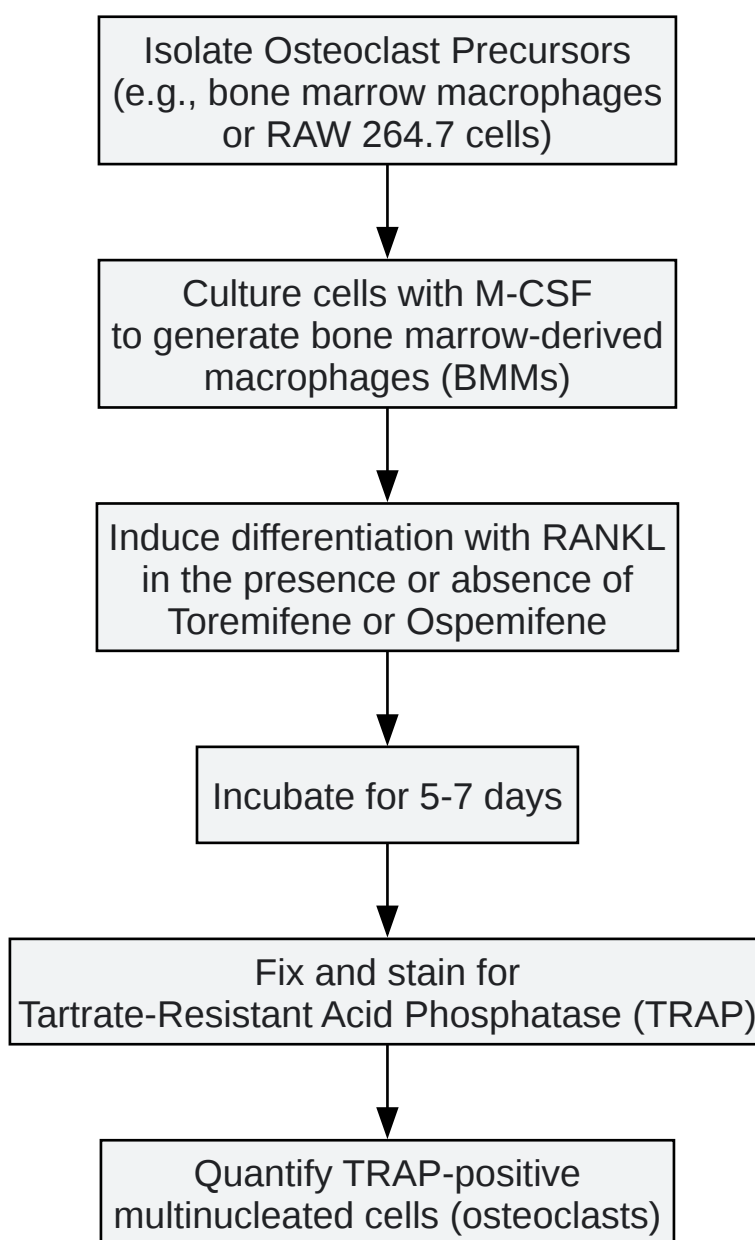 Isolate Osteoclast Precursors
(e.g., bone marrow macrophages
or RAW 264.7 cells)
Culture cells with M-CSF
to generate bone marrow-derived
macrophages (BMMs)
Induce differentiation with RANKL
in the presence or absence of
Toremifene or Ospemifene
Incubate for 5-7 days
Fix and stain for
Tartrate-Resistant Acid Phosphatase (TRAP)
Quantify TRAP-positive
multinucleated cells (osteoclasts)